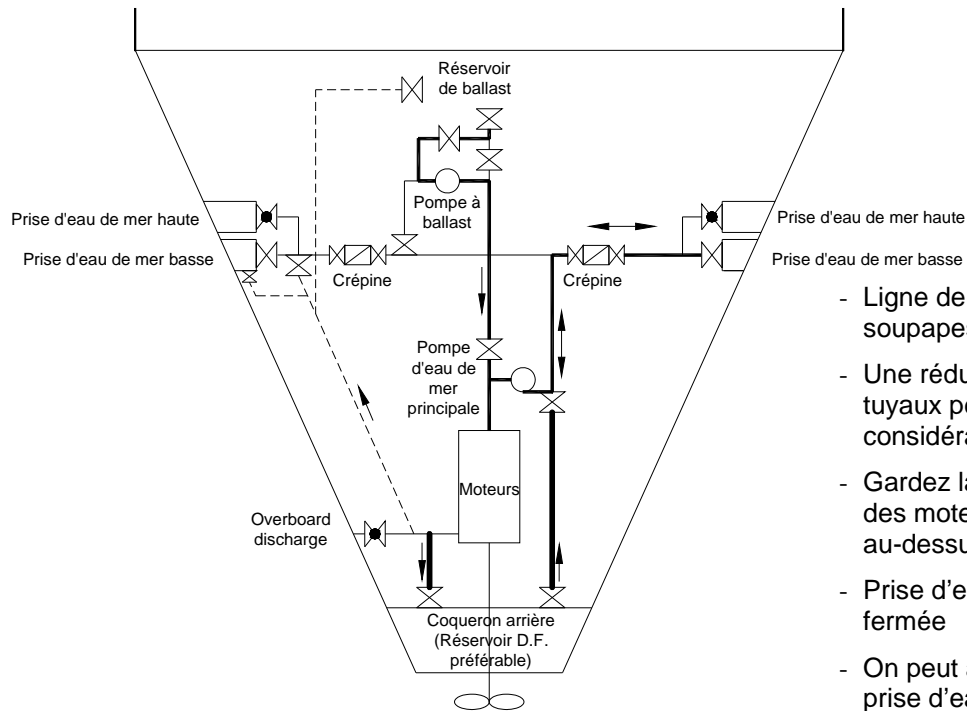 Réservoir
de ballast
Pompe à
ballast
Prise d'eau de mer haute
Prise d'eau de mer haute
Prise d'eau de mer basse
Prise d'eau de mer basse
Crépine
Crépine
Pompe
d'eau de
mer
principale
Moteurs
Overboard
discharge
Coqueron arrière
(Réservoir D.F.
préférable)
- Ligne de
soupapes
- Une rédu
tuyaux p
considéra
- Gardez la
des mote
au-dessu
- Prise d'e
fermée
- On peut
prise d'ea